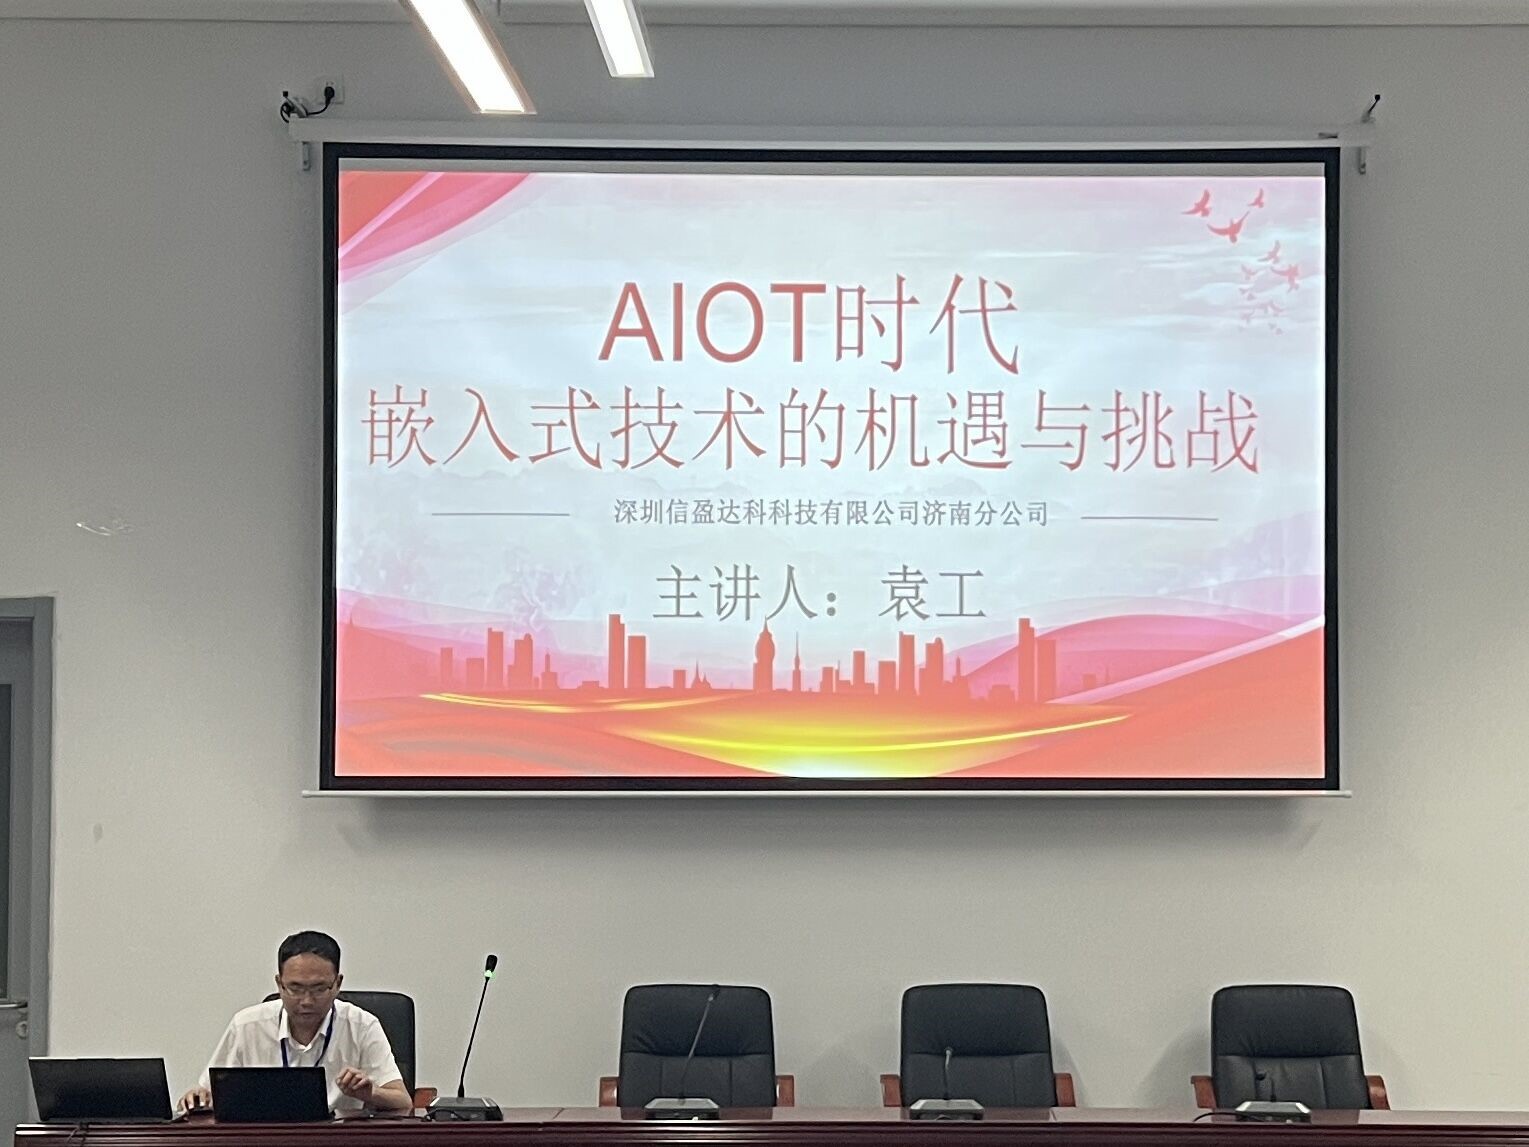 AIOT时代
嵌入式技术的机遇与挑战
深圳信盈达科科技有限公司济南分公司
主讲人：袁工